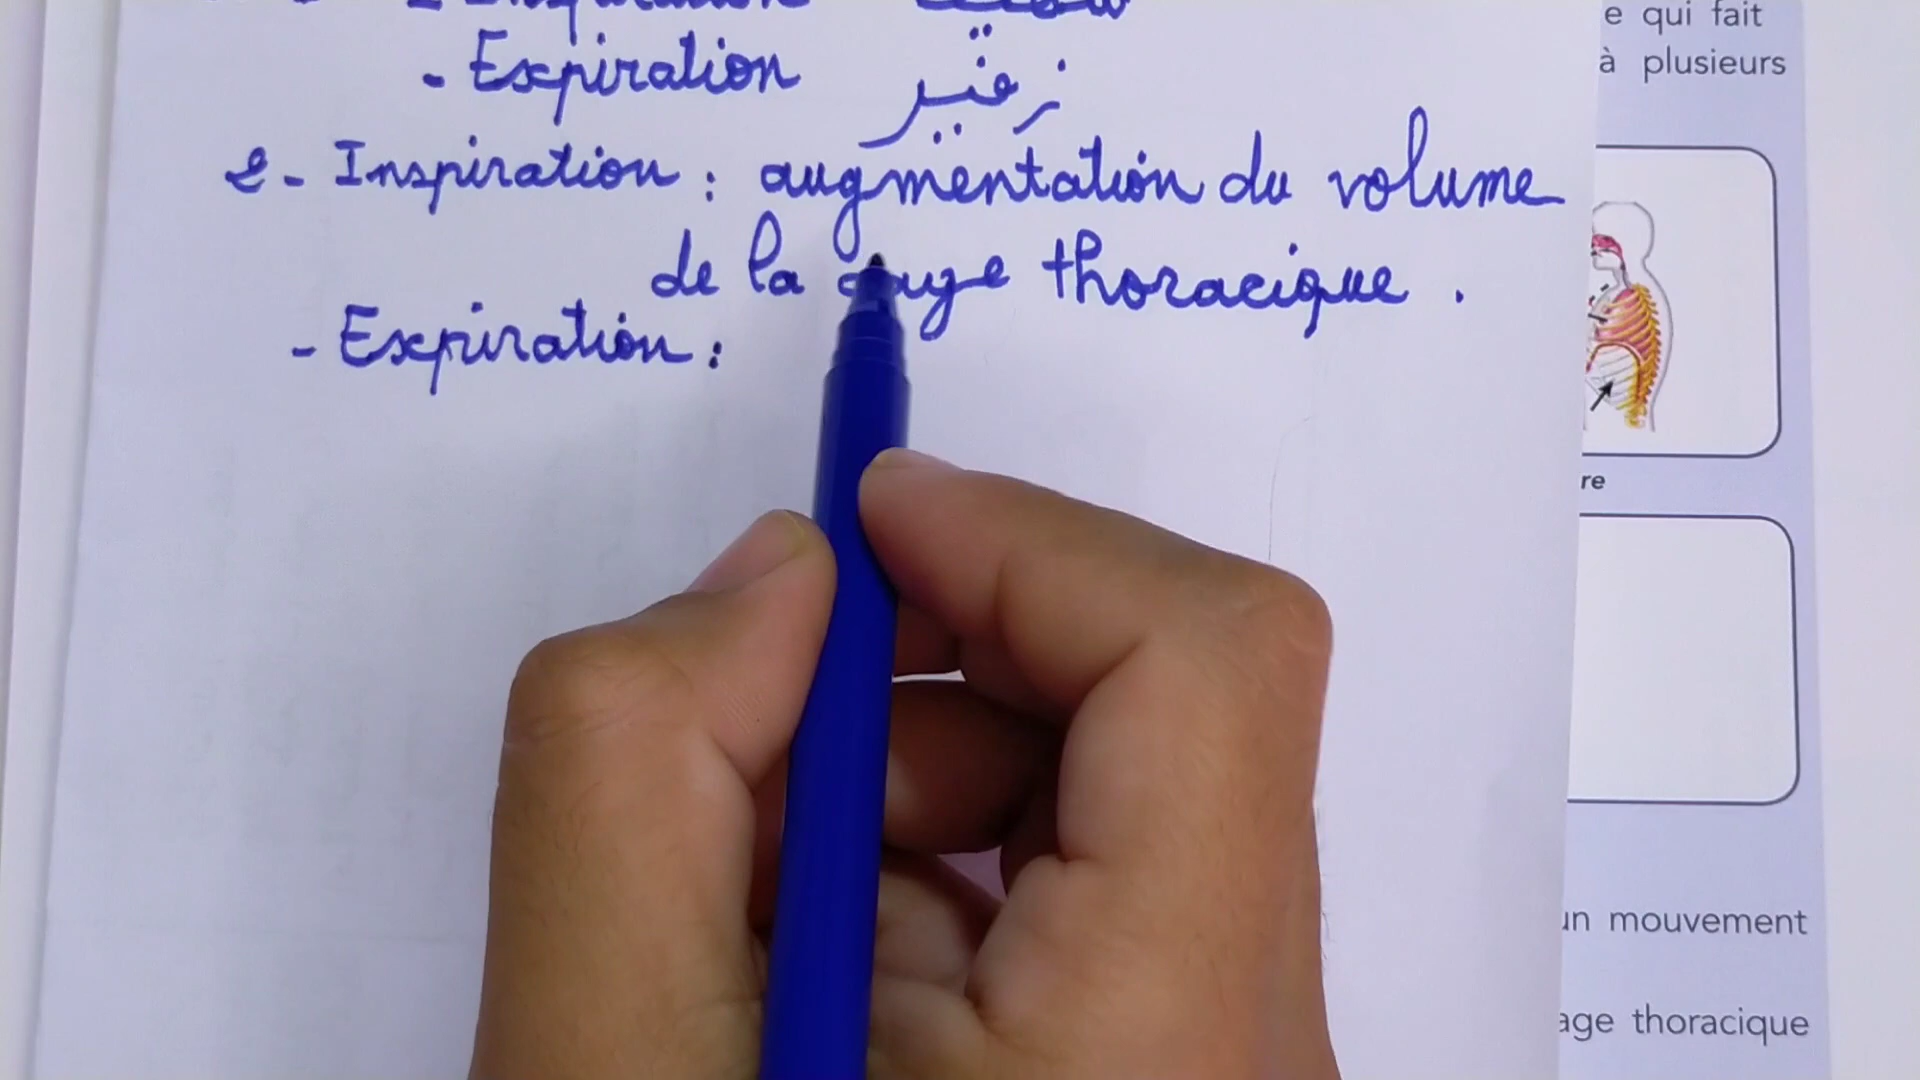 - Expiration زفير
2- Inspiration : augmentation du volume
de la cage thoracique .
- Expiration :
e qui fait
à plusieurs
re
un mouvement
age thoracique